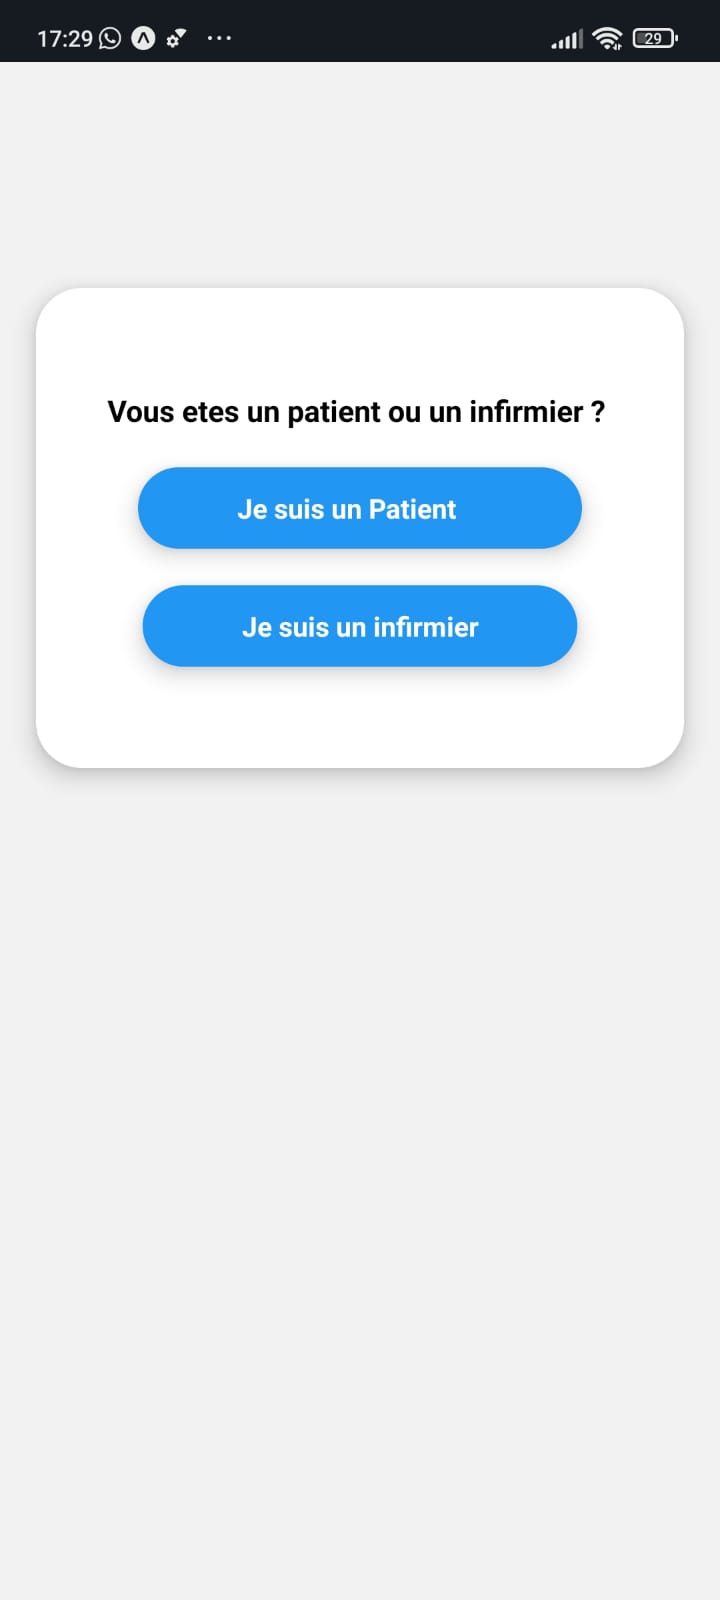 17:29
29
Vous etes un patient ou un infirmier ?
Je suis un Patient
Je suis un infirmier